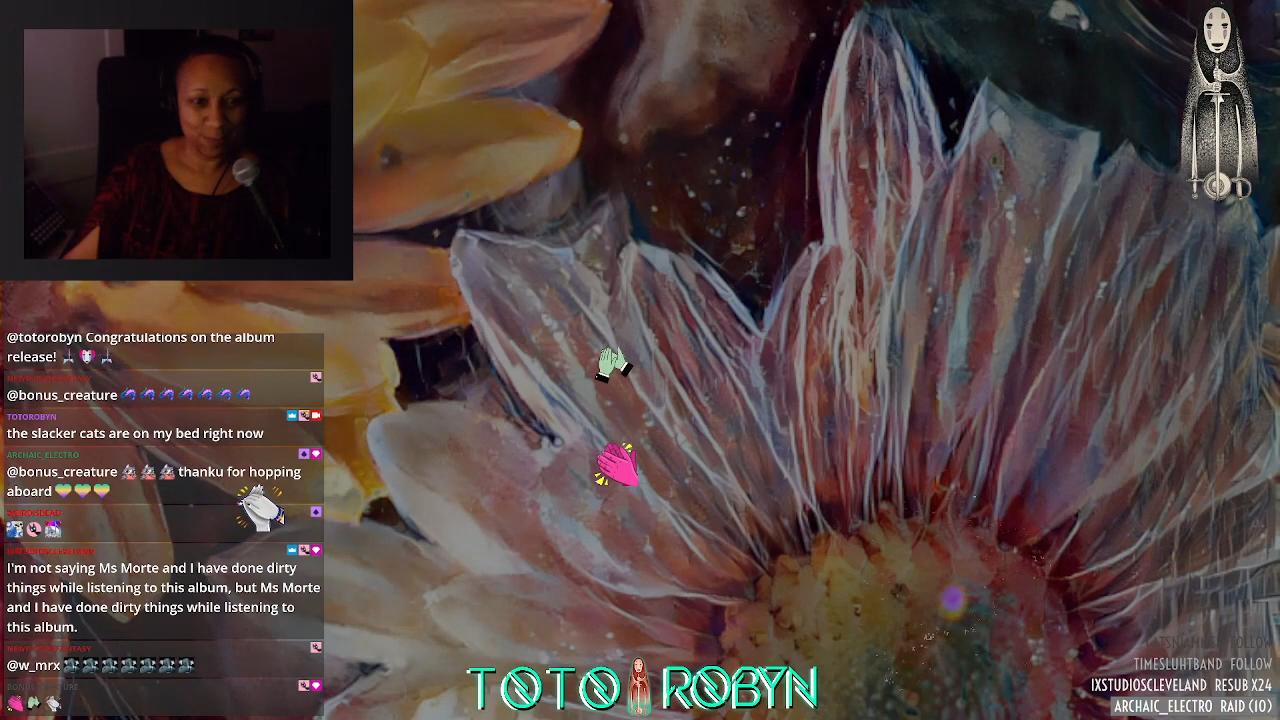 @totorobyn Congratulations on the album
release!
@bonus_creature
TOTOROBYN
the slacker cats are on my bed right now
ARCHAIC_ELECTRO
@bonus_creature thanku for hopping
aboard
I'm not saying Ms Morte and I have done dirty
things while listening to this album, but Ms Morte
and I have done dirty things while listening to
this album.
@w_mrx
TOTO ROBYN
FOLLOW
TIMESLUHTBAND FOLLOW
IXSTUDIOSCLEVELAND RESUB X24
ARCHAIC_ELECTRO RAID (10)